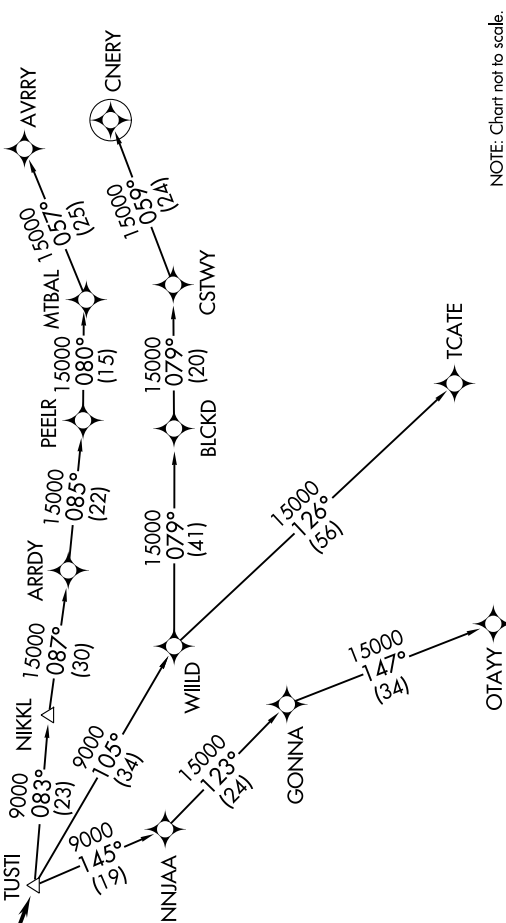 TUSTI
9000
083°
(23)
NIKKL
15000
087°
(30)
ARRDY
15000
085°
(22)
PEELR
15000
080°
(15)
MTBAL
15000
057°
(25)
AVRRY
9000
105°
(34)
WIILD
15000
079°
(41)
BLCKD
15000
079°
(20)
CSTWY
15000
059°
(24)
CNERY
15000
126°
(56)
TCATE
9000
145°
(19)
NNJAA
15000
123°
(24)
GONNA
15000
147°
(34)
OTAYY
NOTE: Chart not to scale.